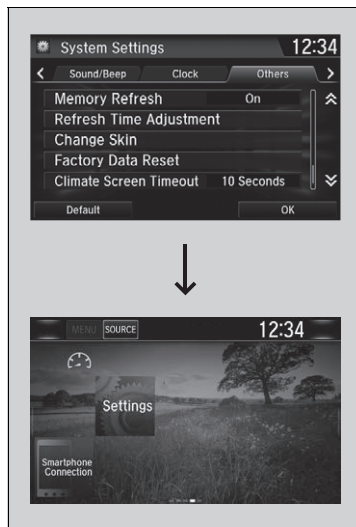 System Settings 12:34
Sound/Beep Clock Others
Memory Refresh On
Refresh Time Adjustment
Change Skin
Factory Data Reset
Climate Screen Timeout 10 Seconds
Default OK
MENU SOURCE 12:34
Settings
Smartphone
Connection